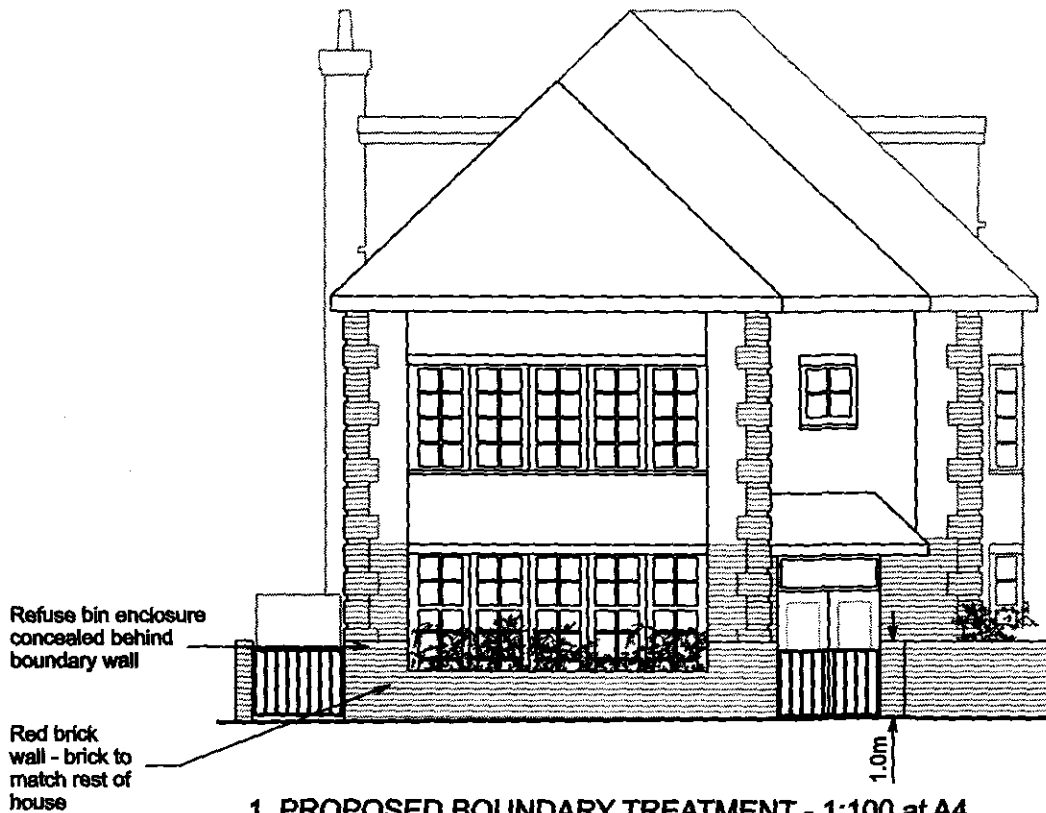 Refuse bin enclosure
concealed behind
boundary wall
Red brick
wall - brick to
match rest of
house
1.0m
1 PROPOSED BOUNDARY TREATMENT - 1:100 at A4